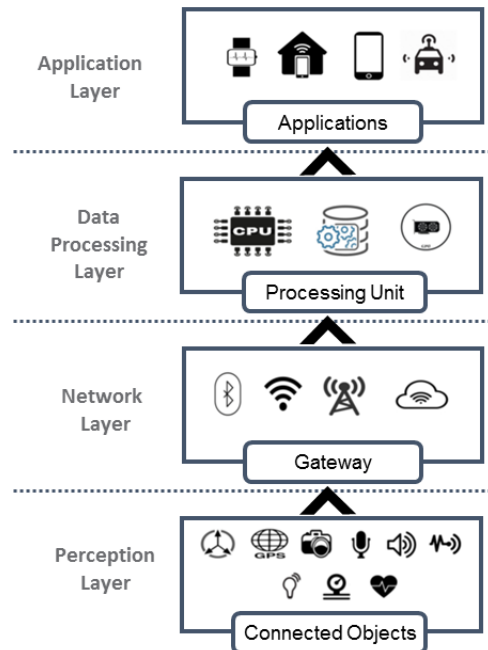 Application
Layer
Applications
Data
Processing
Layer
CPU
Processing Unit
Network
Layer
Gateway
Perception
Layer
GPS
Connected Objects